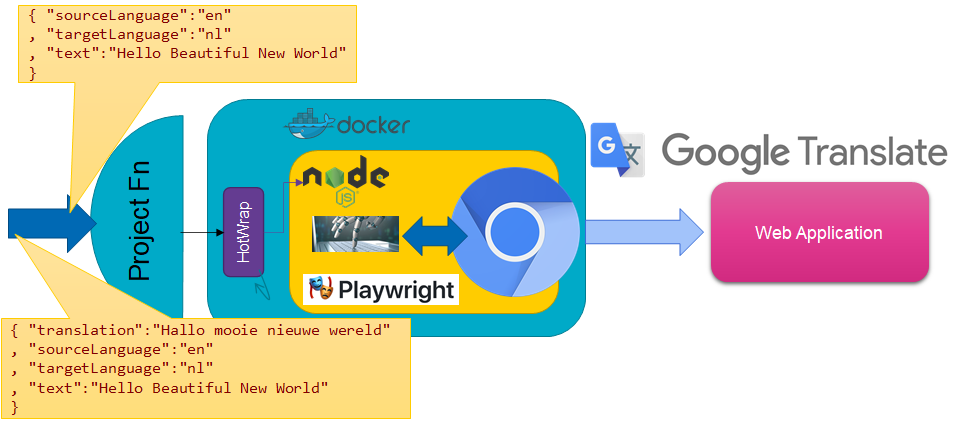 { "sourceLanguage":"en"
, "targetLanguage":"nl"
, "text":"Hello Beautiful New World"
}
docker
Google Translate
G
文
node
JS
Project Fn
HotWrap
Web Application
Playwright
{ "translation":"Hallo mooie nieuwe wereld"
, "sourceLanguage":"en"
, "targetLanguage":"nl"
, "text":"Hello Beautiful New World"
}